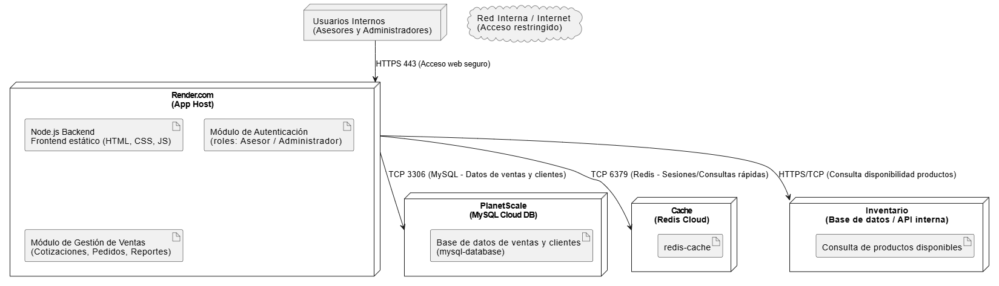 Usuarios Internos
(Asesores y Administradores)
Red Interna / Internet
(Acceso restringido)
HTTPS 443 (Acceso web seguro)
Render.com
(App Host)
Node.js Backend
Frontend estático (HTML, CSS, JS)
Módulo de Autenticación
(roles: Asesor / Administrador)
TCP 3306 (MySQL - Datos de ventas y clientes)
TCP 6379 (Redis - Sesiones/Consultas rápidas)
HTTPS/TCP (Consulta disponibilidad productos)
Módulo de Gestión de Ventas
(Cotizaciones, Pedidos, Reportes)
PlanetScale
(MySQL Cloud DB)
Base de datos de ventas y clientes
(mysql-database)
Cache
(Redis Cloud)
redis-cache
Inventario
(Base de datos / API interna)
Consulta de productos disponibles